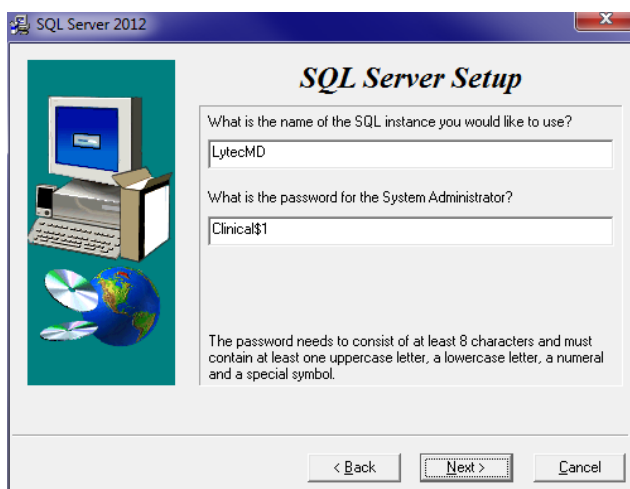 SQL Server 2012
SQL Server Setup
What is the name of the SQL instance you would like to use?
LytecMD
What is the password for the System Administrator?
Clinical$1
The password needs to consist of at least 8 characters and must
contain at least one uppercase letter, a lowercase letter, a numeral
and a special symbol.
< Back
Next >
Cancel